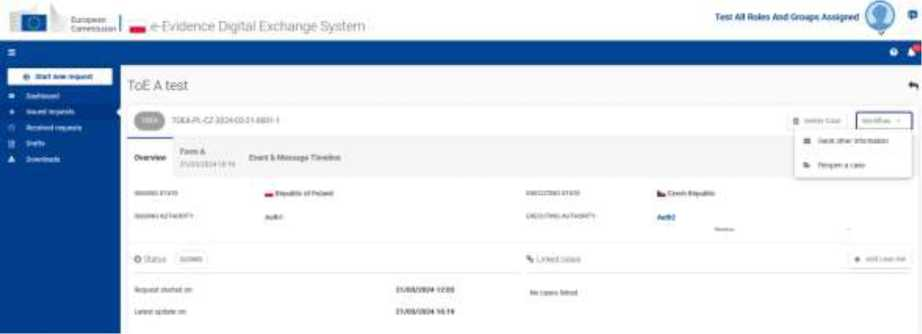 European
Commission
e-Evidence Digital Exchange System
Test All Roles And Groups Assigned
Start new request
Dashboard
Issued requests
Received requests
Drafts
Downloads
ToE A test
TOEA
TOEA-PL-CZ-2024-03-21-0001-1
Delete Case
Workflow
Send other information
Reopen a case
Overview
Form A
21/03/2024 16:19
Event & Message Timeline
ISSUING STATE
Republic of Poland
EXECUTING STATE
Czech Republic
ISSUING AUTHORITY
Auth1
EXECUTING AUTHORITY
Auth2
Status
CLOSED
Linked cases
Add case link
Request started on
21/03/2024 12:03
No cases linked
Latest update on
21/03/2024 16:19